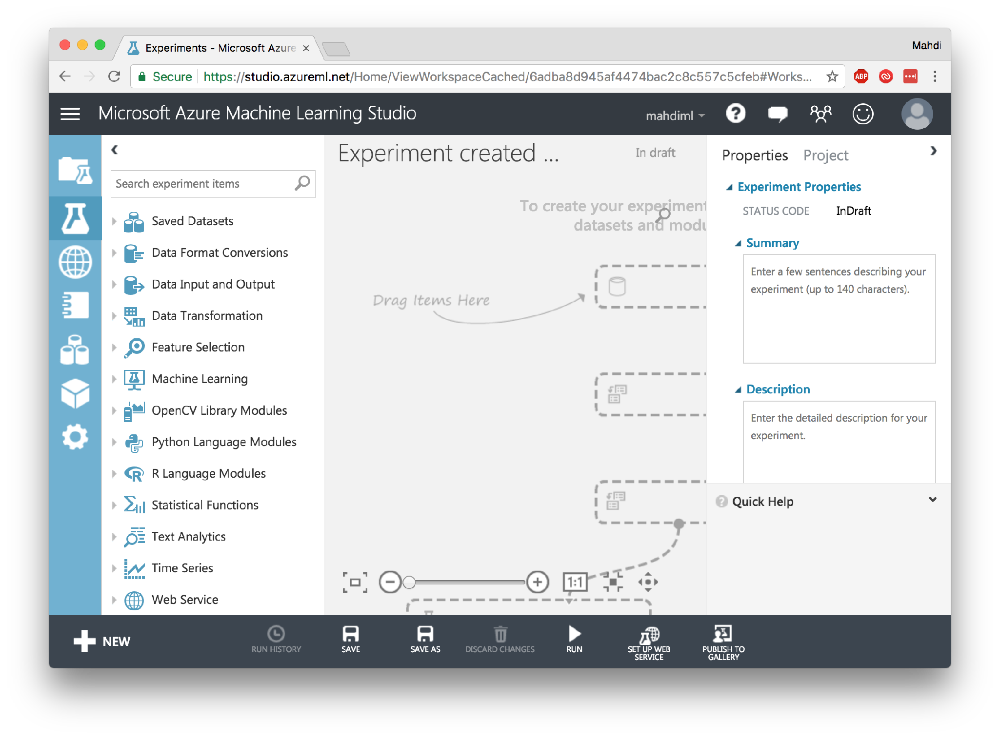 Experiments - Microsoft Azure
Mahdi
Secure https://studio.azureml.net/Home/ViewWorkspaceCached/6adba8d945af4474bac2c8c557c5cfeb#Works...
ABP
Microsoft Azure Machine Learning Studio
mahdiml
?
Search experiment items
Saved Datasets
Data Format Conversions
Data Input and Output
Data Transformation
Feature Selection
Machine Learning
OpenCV Library Modules
Python Language Modules
R Language Modules
Statistical Functions
Text Analytics
Time Series
Web Service
Experiment created ...
In draft
To create your experiment
datasets and modu
Drag Items Here
1:1
Properties Project
Experiment Properties
STATUS CODE InDraft
Summary
Enter a few sentences describing your
experiment (up to 140 characters).
Description
Enter the detailed description for your
experiment.
? Quick Help
NEW
RUN HISTORY
SAVE
SAVE AS
DISCARD CHANGES
RUN
SET UP WEB
SERVICE
PUBLISH TO
GALLERY